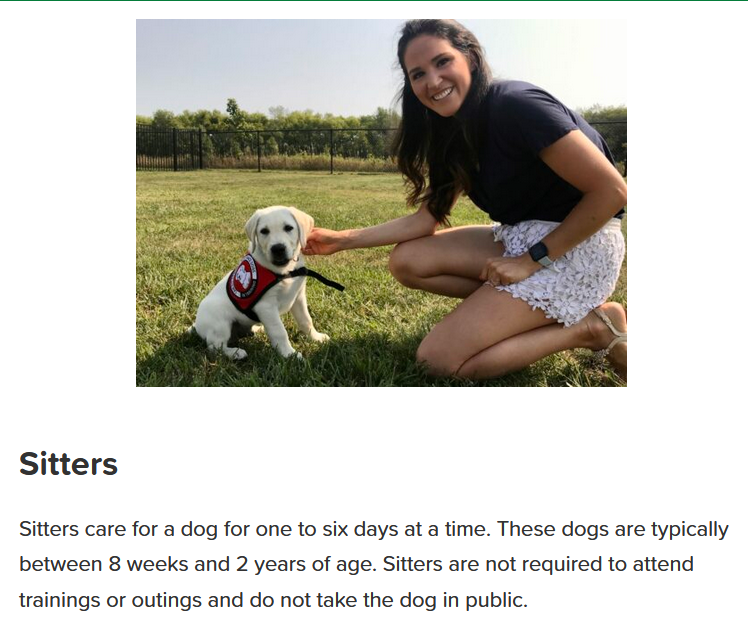 Sitters
Sitters care for a dog for one to six days at a time. These dogs are typically
between 8 weeks and 2 years of age. Sitters are not required to attend
trainings or outings and do not take the dog in public.